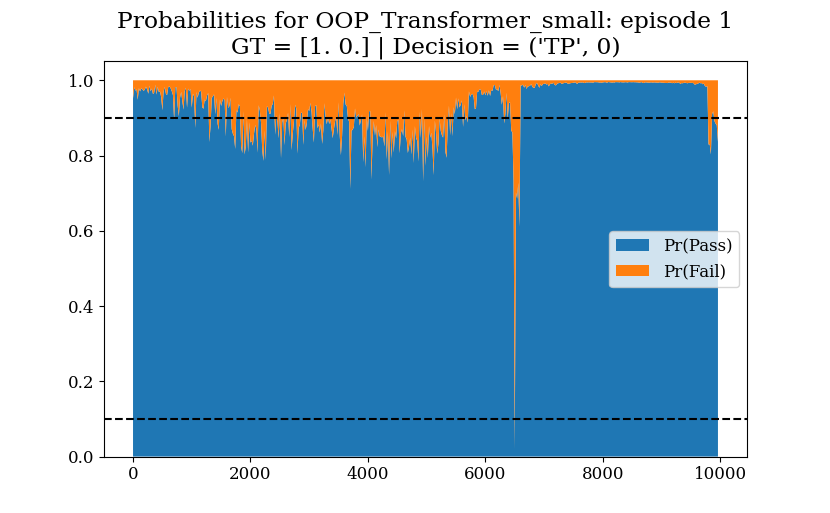 Probabilities for OOP_Transformer_small: episode 1
GT = [1. 0.] | Decision = ('TP', 0)
1.0
0.8
0.6
0.4
0.2
0.0
Pr(Pass)
Pr(Fail)
0 2000 4000 6000 8000 10000